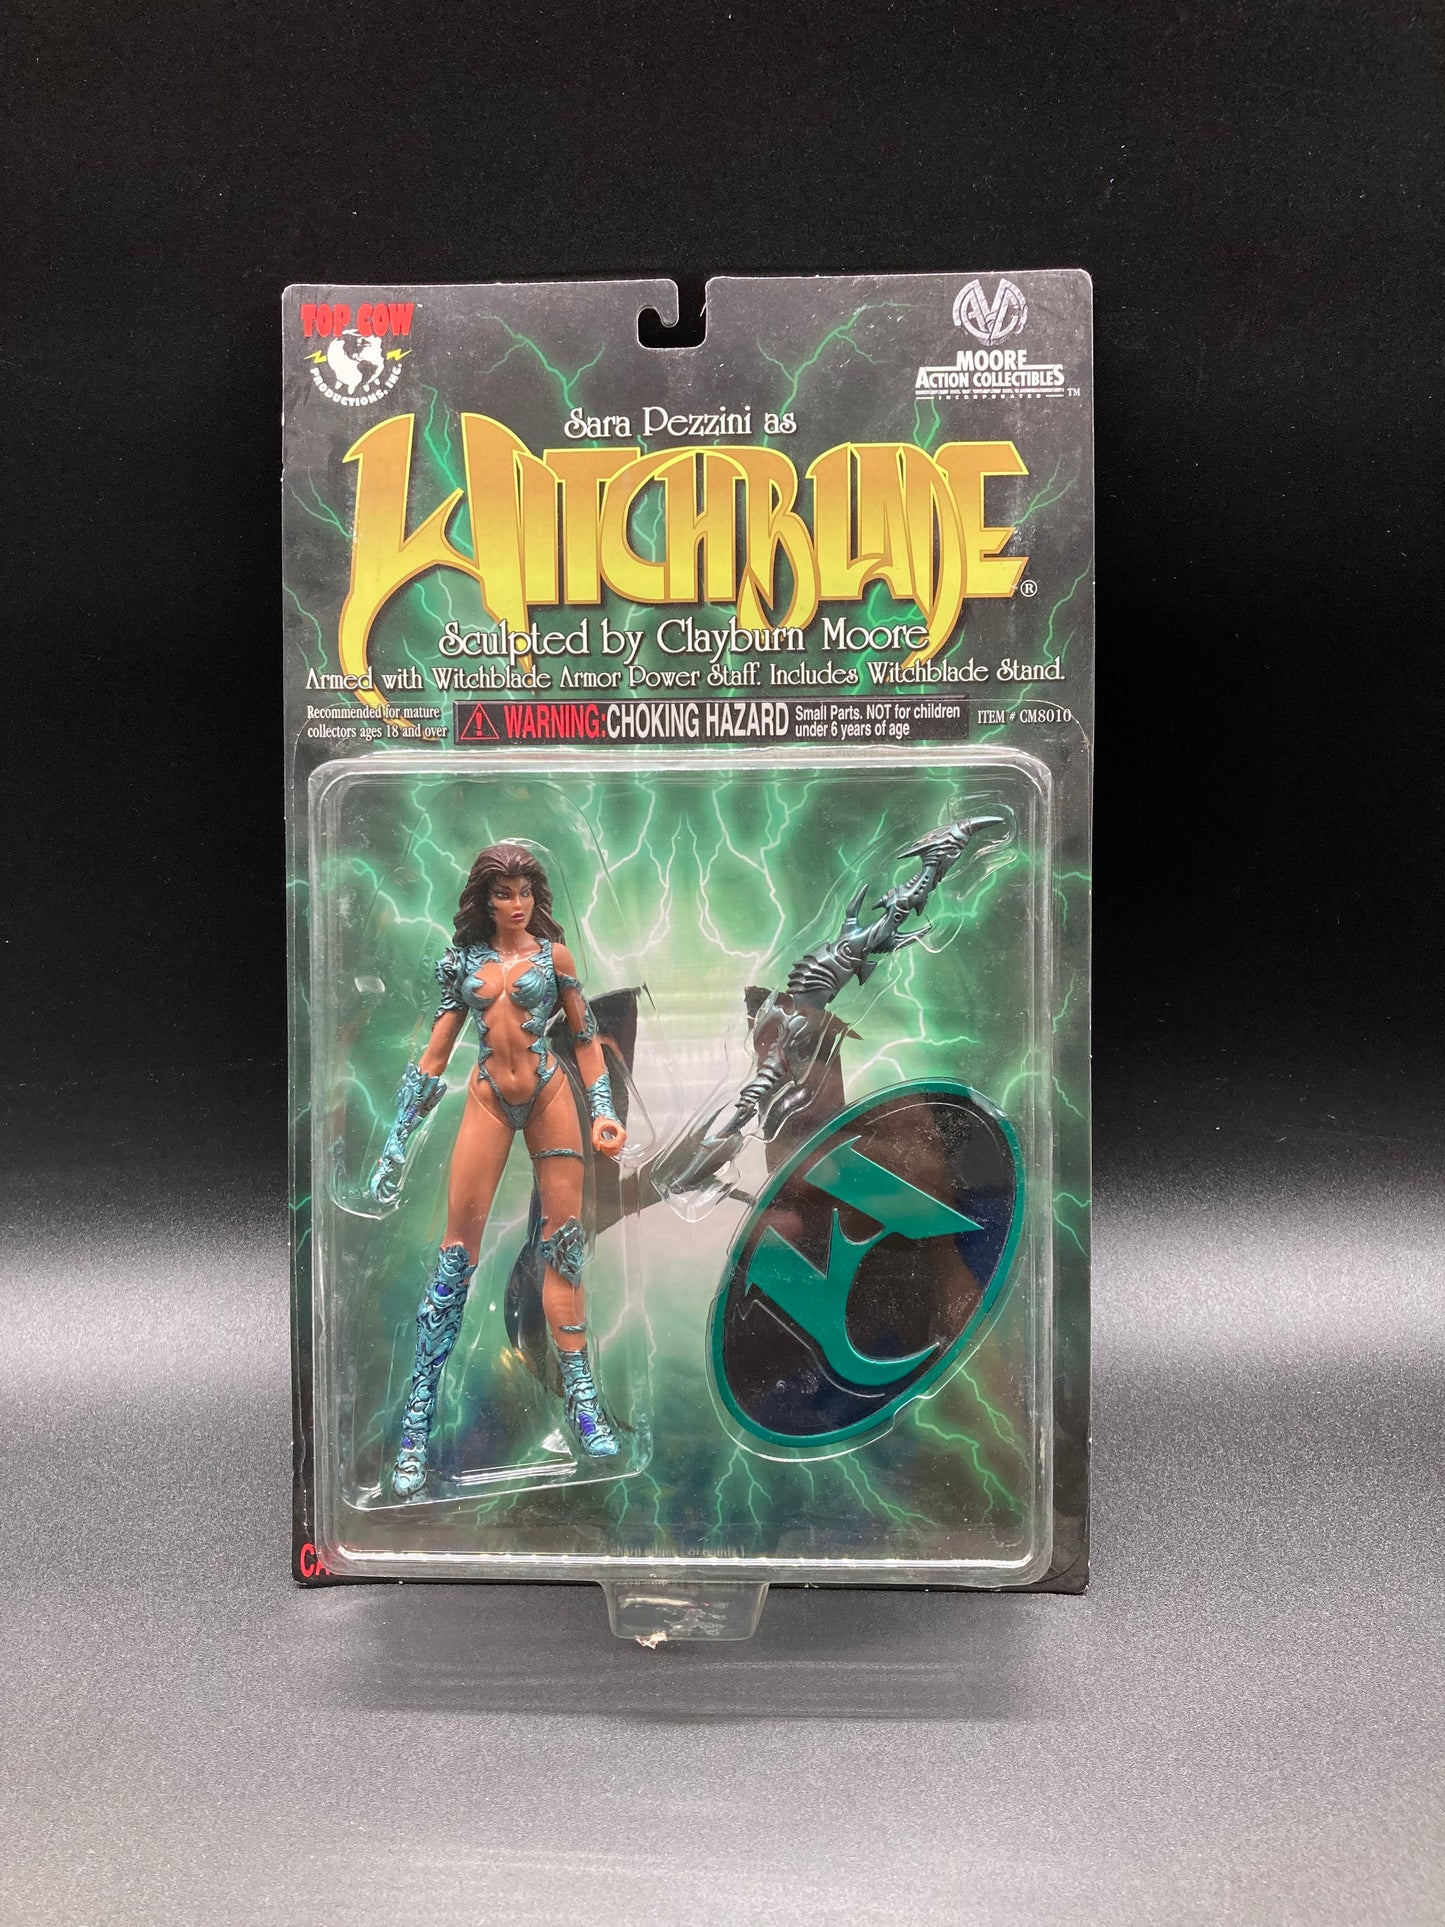 TOP COW
PRODUCTIONS, INC.
MOORE
ACTION COLLECTIBLES
INCORPORATED
TM
Sara Pezzini as
WITCHBLADE®
Sculpted by Clayburn Moore
Armed with Witchblade Armor Power Staff. Includes Witchblade Stand.
Recommended for mature
collectors ages 18 and over
WARNING: CHOKING HAZARD
Small Parts. NOT for children
under 6 years of age
ITEM # CM8010